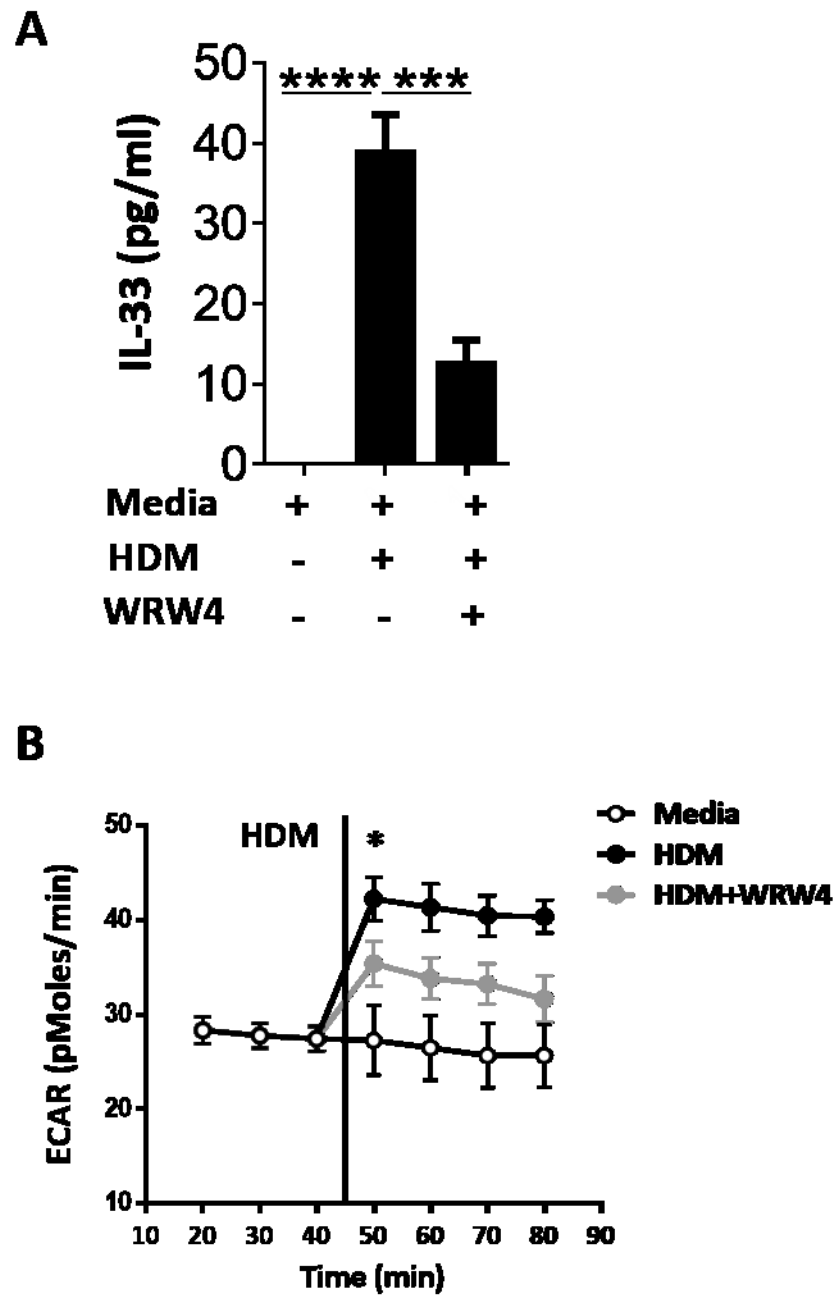 A
50
**** ***
40
30
20
10
0
IL-33 (pg/ml)
Media + + +
HDM - + +
WRW4 - - +
B
50
40
30
20
10
ECAR (pMoles/min)
HDM
*
Media
HDM
HDM+WRW4
10 20 30 40 50 60 70 80 90
Time (min)